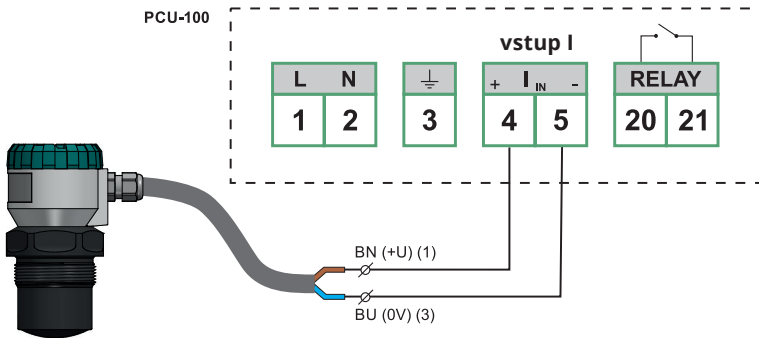 PCU-100
vstup I
L N
+ I IN -
RELAY
1 2
3
4 5
20 21
BN (+U) (1)
BU (0V) (3)